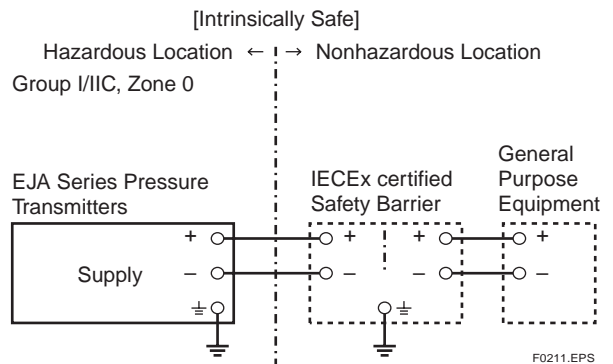 [Intrinsically Safe]
Hazardous Location ← → Nonhazardous Location
Group I/IIC, Zone 0
EJA Series Pressure
Transmitters
IECEx certified
Safety Barrier
General
Purpose
Equipment
+ + + +
Supply
– – – –
F0211.EPS